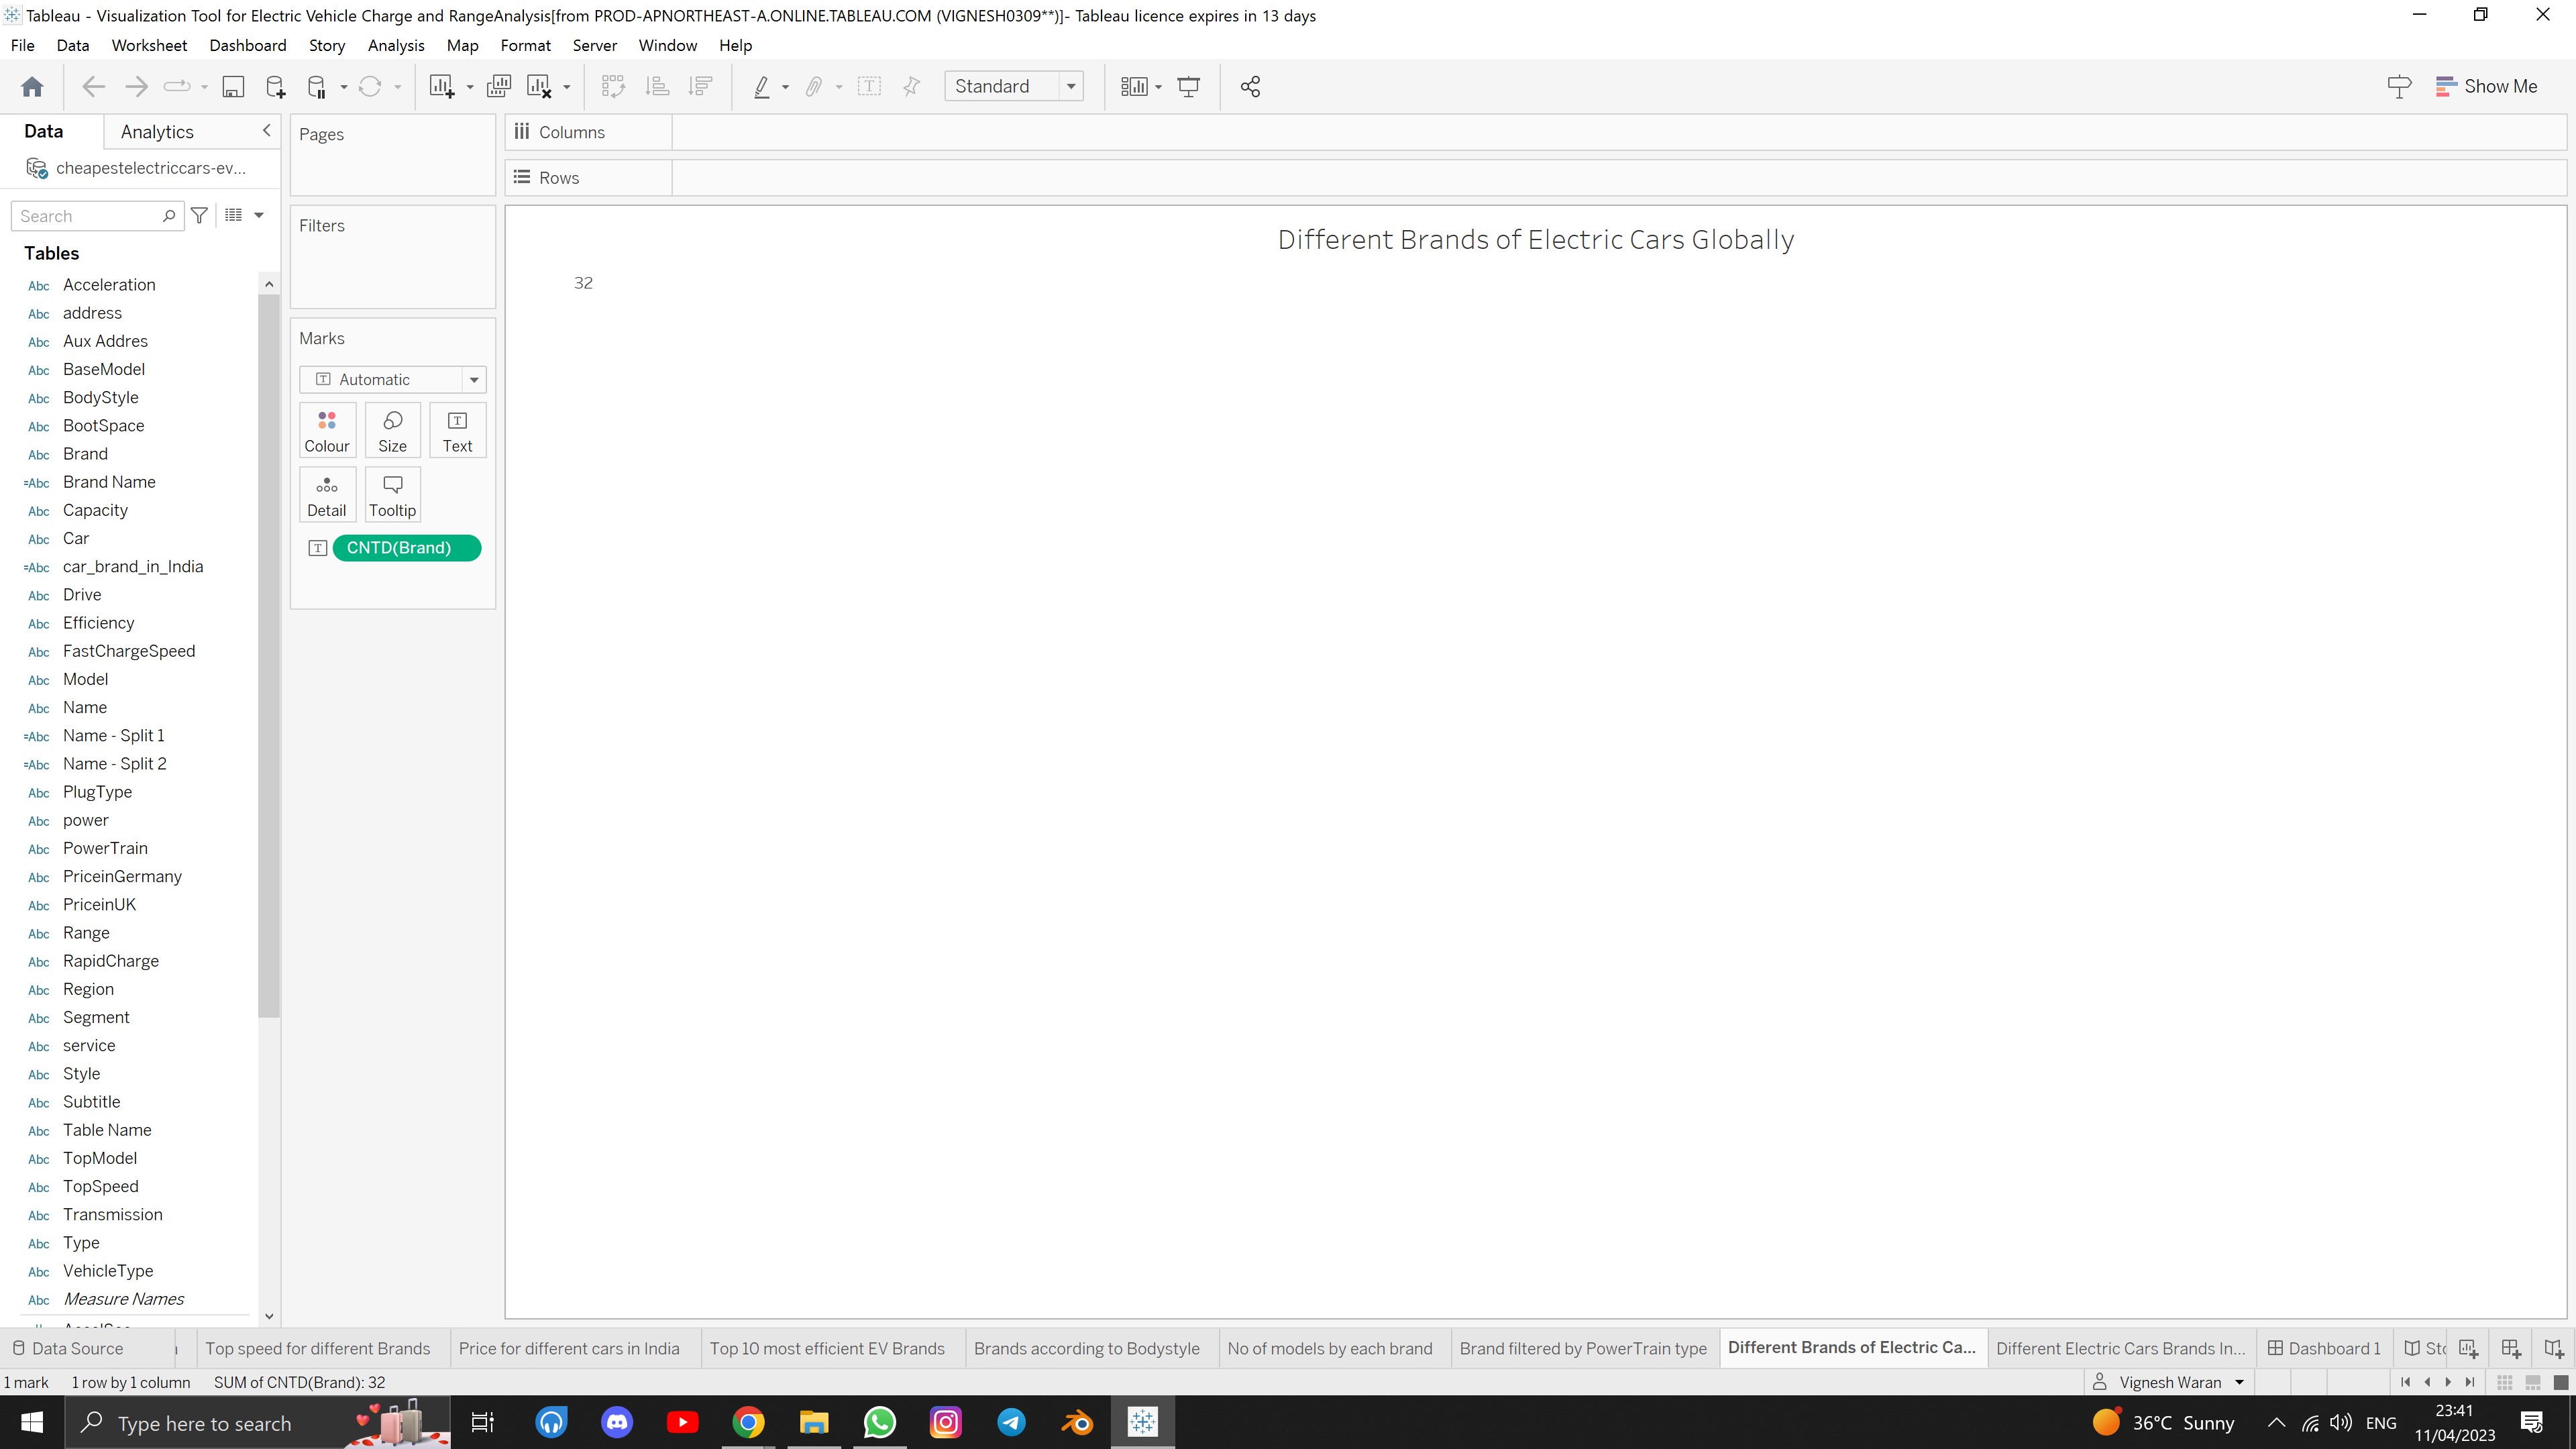 Tableau - Visualization Tool for Electric Vehicle Charge and RangeAnalysis[from PROD-APNORTHEAST-A.ONLINE.TABLEAU.COM (VIGNESH0309**)]- Tableau licence expires in 13 days
File Data Worksheet Dashboard Story Analysis Map Format Server Window Help
Standard
Show Me
Data Analytics
cheapestelectriccars-ev...
Search
Tables
Abc Acceleration
Abc address
Abc Aux Addres
Abc BaseModel
Abc BodyStyle
Abc BootSpace
Abc Brand
=Abc Brand Name
Abc Capacity
Abc Car
=Abc car_brand_in_India
Abc Drive
Abc Efficiency
Abc FastChargeSpeed
Abc Model
Abc Name
=Abc Name - Split 1
=Abc Name - Split 2
Abc PlugType
Abc power
Abc PowerTrain
Abc PriceinGermany
Abc PriceinUK
Abc Range
Abc RapidCharge
Abc Region
Abc Segment
Abc service
Abc Style
Abc Subtitle
Abc Table Name
Abc TopModel
Abc TopSpeed
Abc Transmission
Abc Type
Abc VehicleType
Abc Measure Names
Pages
Filters
Marks
T Automatic
Colour Size T Text
Detail Tooltip
T CNTD(Brand)
Columns
Rows
Different Brands of Electric Cars Globally
32
Data Source Top speed for different Brands Price for different cars in India Top 10 most efficient EV Brands Brands according to Bodystyle No of models by each brand Brand filtered by PowerTrain type Different Brands of Electric Ca... Different Electric Cars Brands In... Dashboard 1
1 mark 1 row by 1 column SUM of CNTD(Brand): 32 Vignesh Waran
Type here to search 36°C Sunny ENG
23:41
11/04/2023